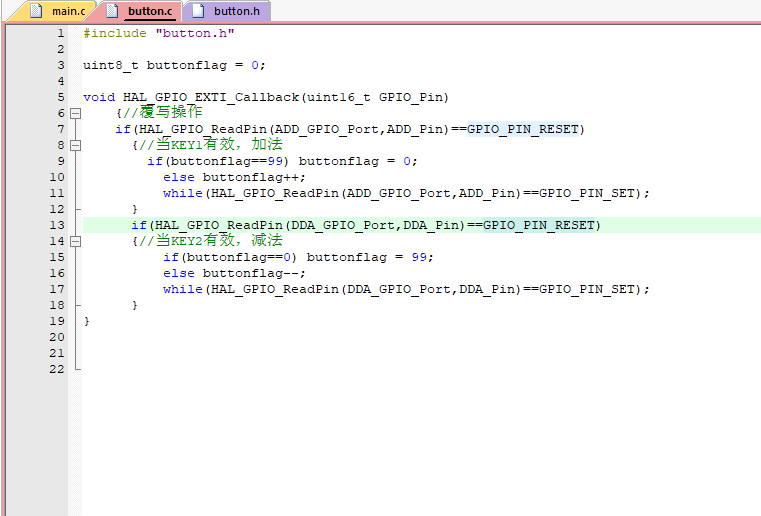 main.c button.c button.h
1 #include "button.h"
2
3 uint8_t buttonflag = 0;
4
5 void HAL_GPIO_EXTI_Callback(uint16_t GPIO_Pin)
6 {//覆写操作
7 if(HAL_GPIO_ReadPin(ADD_GPIO_Port,ADD_Pin)==GPIO_PIN_RESET)
8 {//当KEY1有效，加法
9 if(buttonflag==99) buttonflag = 0;
10 else buttonflag++;
11 while(HAL_GPIO_ReadPin(ADD_GPIO_Port,ADD_Pin)==GPIO_PIN_SET);
12 }
13 if(HAL_GPIO_ReadPin(DDA_GPIO_Port,DDA_Pin)==GPIO_PIN_RESET)
14 {//当KEY2有效，减法
15 if(buttonflag==0) buttonflag = 99;
16 else buttonflag--;
17 while(HAL_GPIO_ReadPin(DDA_GPIO_Port,DDA_Pin)==GPIO_PIN_SET);
18 }
19 }
20
21
22